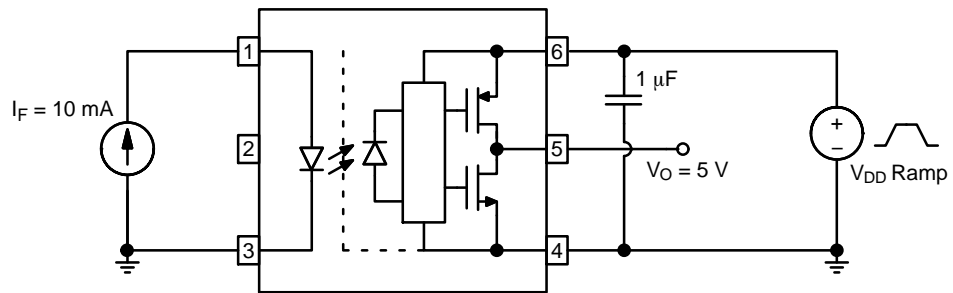 1
6
1 μF
I_F = 10 mA
2
5
+
−
V_O = 5 V
V_DD Ramp
3
4